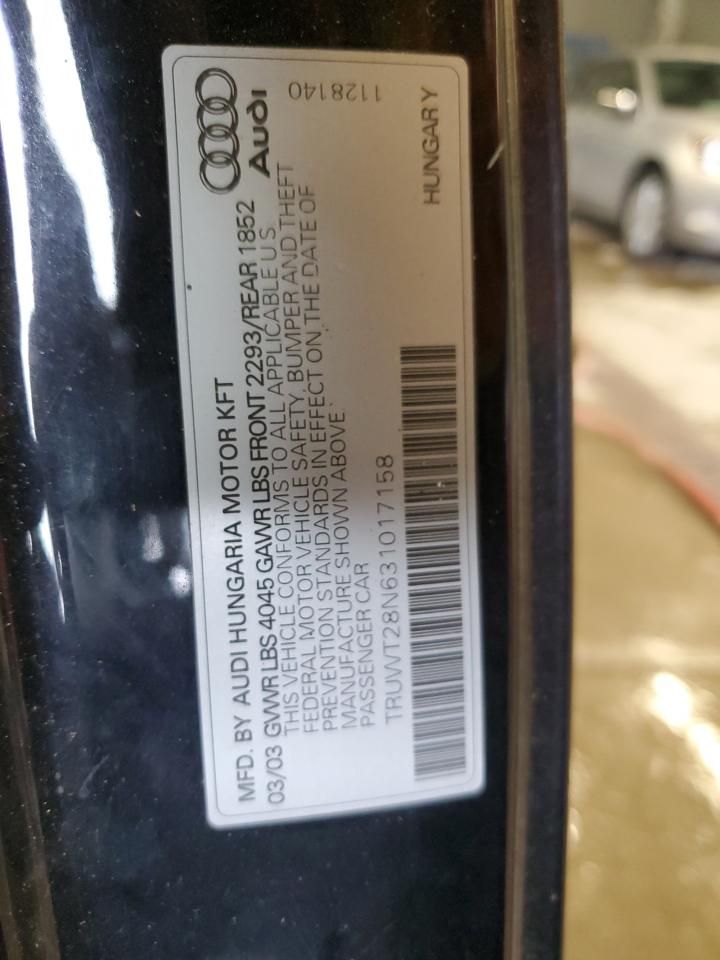 MFD. BY AUDI HUNGARIA MOTOR KFT
03/03 GVWR LBS 4045 GAWR LBS FRONT 2293/REAR 1852
THIS VEHICLE CONFORMS TO ALL APPLICABLE U S
FEDERAL MOTOR VEHICLE SAFETY, BUMPER AND THEFT
PREVENTION STANDARDS IN EFFECT ON THE DATE OF
MANUFACTURE SHOWN ABOVE
PASSENGER CAR
TRUWT28N631017158
Audi
1128140
HUNGARY